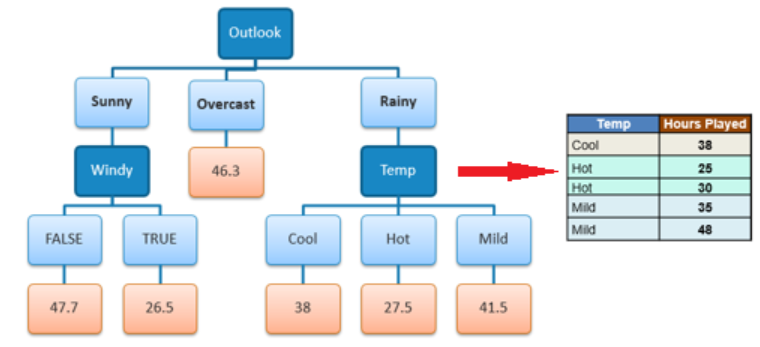 Outlook
Sunny
Overcast
Rainy
Windy
46.3
Temp
FALSE
TRUE
Cool
Hot
Mild
47.7
26.5
38
27.5
41.5
Temp Hours Played
Cool 38
Hot 25
Hot 30
Mild 35
Mild 48